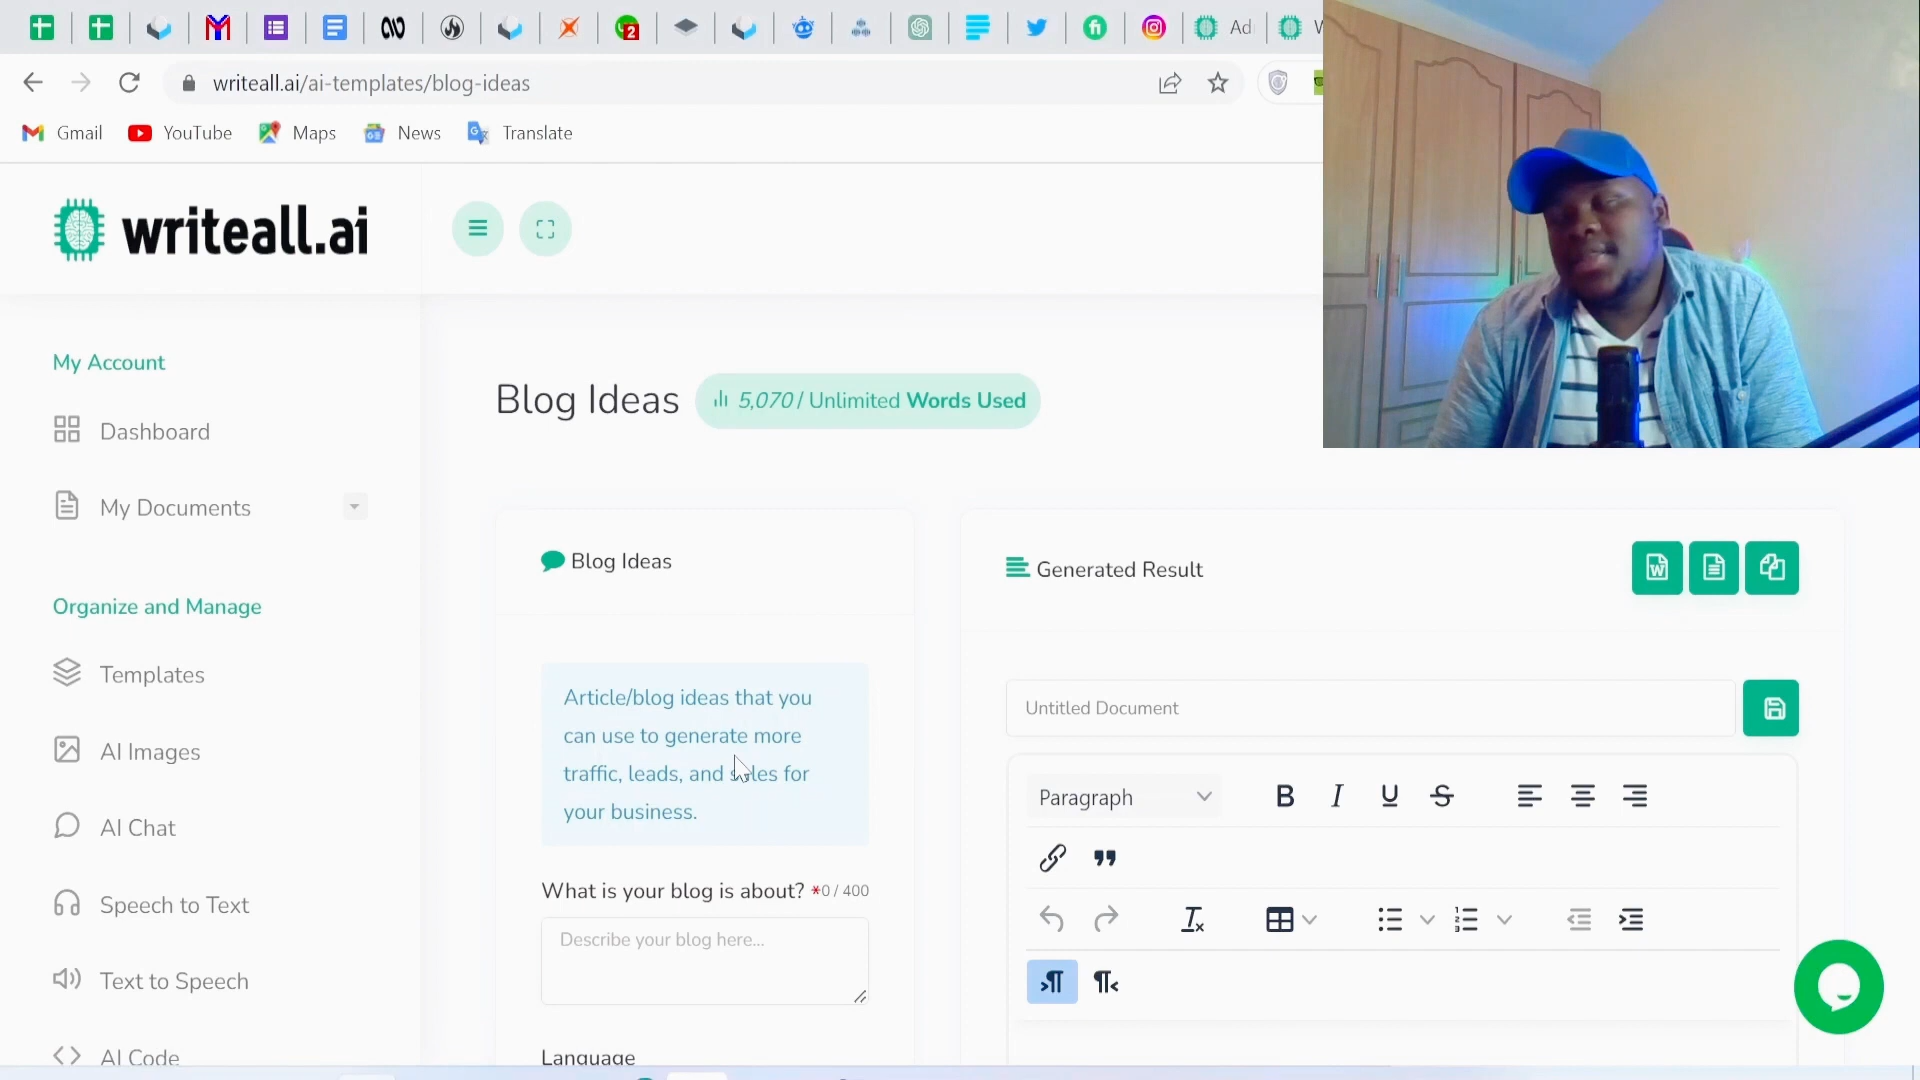 2
Ad
W
writeall.ai/ai-templates/blog-ideas
Gmail
YouTube
Maps
News
Translate
writeall.ai
My Account
Dashboard
My Documents
Organize and Manage
Templates
AI Images
AI Chat
Speech to Text
Text to Speech
AI Code
Blog Ideas
5,070 / Unlimited Words Used
Blog Ideas
Article/blog ideas that you
can use to generate more
traffic, leads, and sales for
your business.
What is your blog is about? *0 / 400
Describe your blog here...
Language
Generated Result
Untitled Document
Paragraph